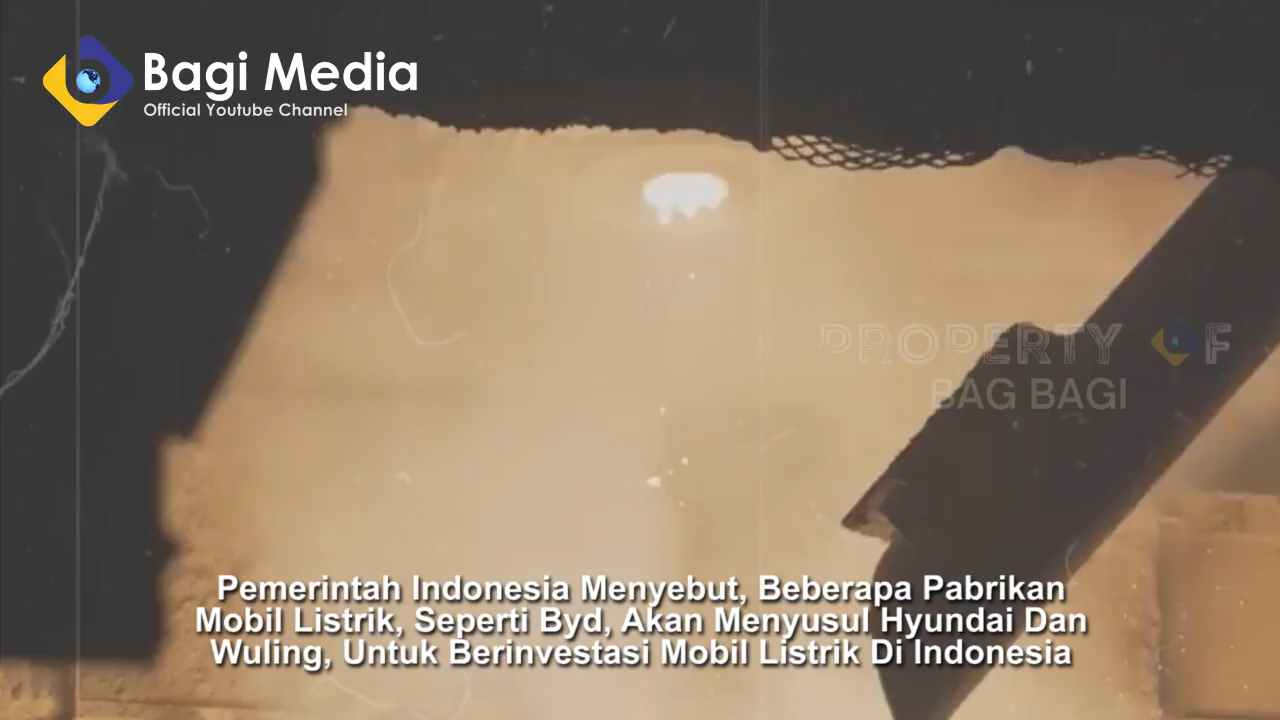 Bagi Media
Official Youtube Channel
PROPERTY OF
BAG BAGI
Pemerintah Indonesia Menyebut, Beberapa Pabrikan
Mobil Listrik, Seperti Byd, Akan Menyusul Hyundai Dan
Wuling, Untuk Berinvestasi Mobil Listrik Di Indonesia